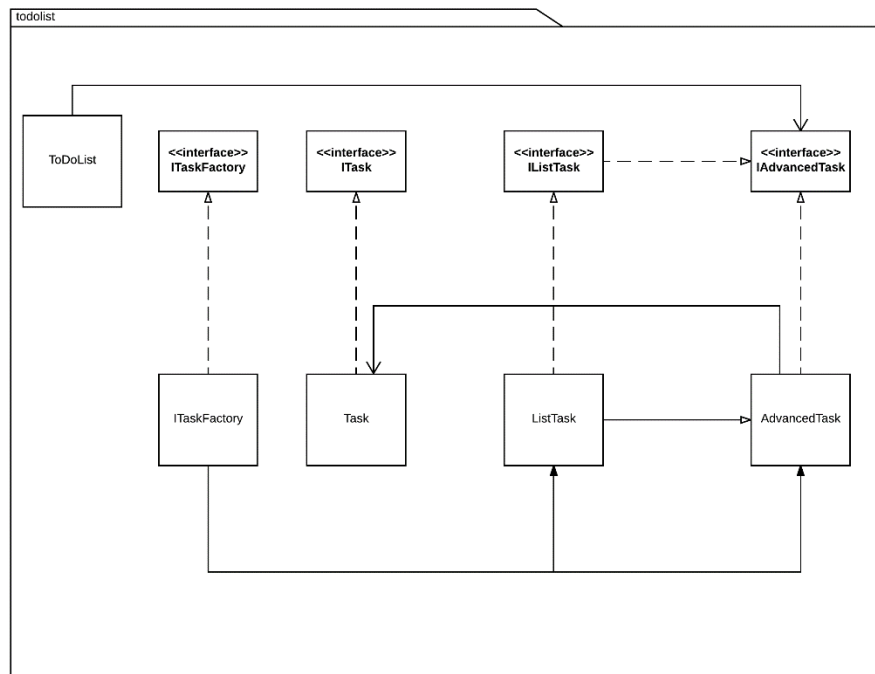 todolist
ToDoList
<<interface>>
ITaskFactory
<<interface>>
ITask
<<interface>>
IListTask
<<interface>>
IAdvancedTask
ITaskFactory
Task
ListTask
AdvancedTask